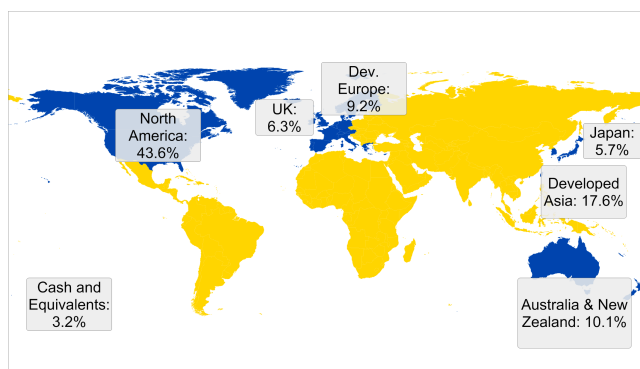 Dev.
Europe:
9.2%
UK:
6.3%
North
America:
43.6%
Japan:
5.7%
Developed
Asia: 17.6%
Cash and
Equivalents:
3.2%
Australia & New
Zealand: 10.1%